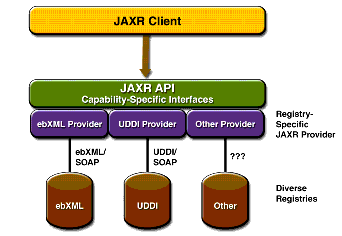 JAXR Client
JAXR API
Capability-Specific Interfaces
ebXML Provider
UDDI Provider
Other Provider
Registry-
Specific
JAXR Provider
ebXML/
SOAP
UDDI/
SOAP
???
ebXML
UDDI
Other
Diverse
Registries